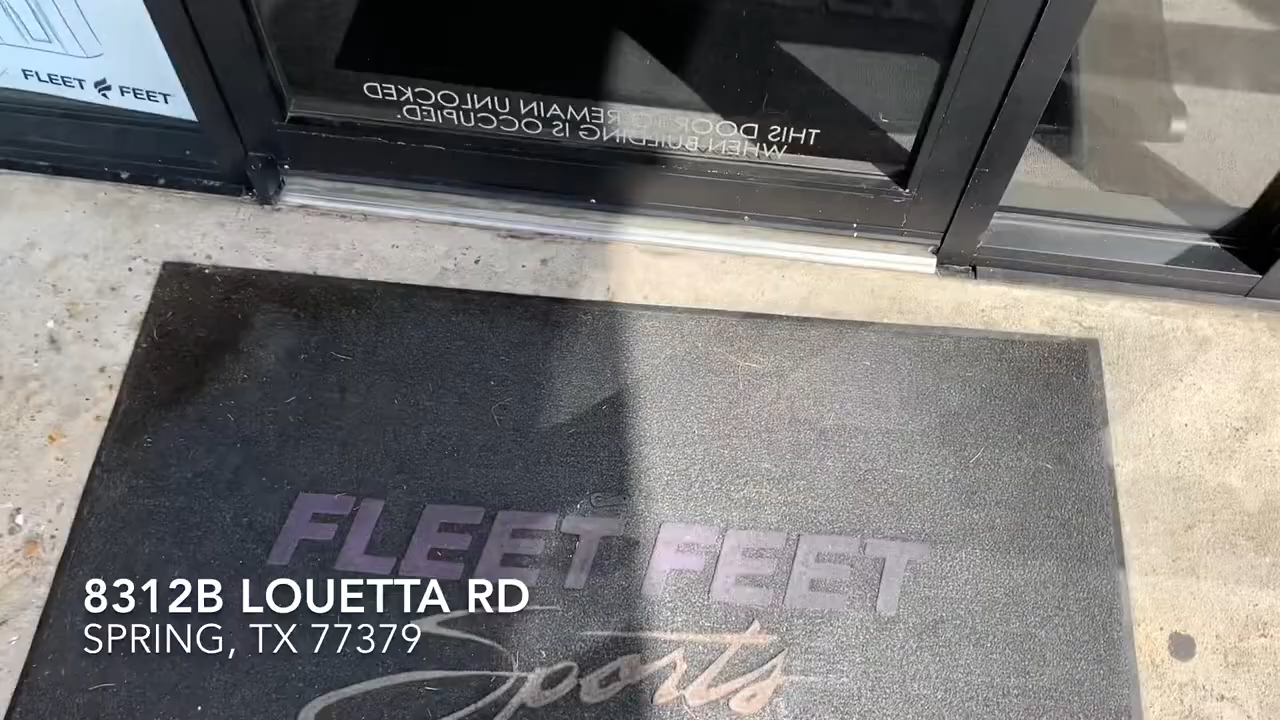 FLEET FEET
THIS DOOR TO REMAIN UNLOCKED
WHEN BUILDING IS OCCUPIED.
FLEET FEET
Sports
8312B LOUETTA RD
SPRING, TX 77379